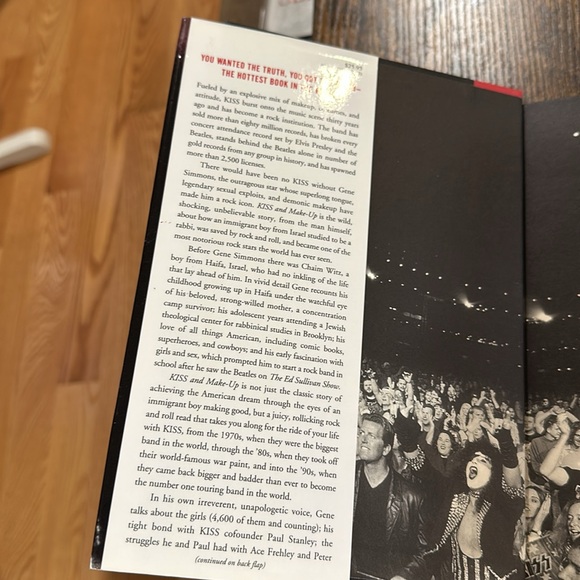 $25.95
YOU WANTED THE TRUTH, YOU GOT
THE HOTTEST BOOK IN
Fueled by an explosive mix of makeup, and
attitude, KISS burst onto the music scene thirty years
ago and has become a rock institution. The band has
sold more than eighty million records, has broken every
concert attendance record set by Elvis Presley and the
Beatles, stands behind the Beatles alone in number of
gold records from any group in history, and has spawned
more than 2,500 licenses.
There would have been no KISS without Gene
Simmons, the outrageous star whose superlong tongue,
legendary sexual exploits, and demonic makeup have
made him a rock icon. KISS and Make-Up is the wild,
shocking, unbelievable story, from the man himself,
about how an immigrant boy from Israel studied to be a
rabbi, was saved by rock and roll, and became one of the
most notorious rock stars the world has ever seen.
Before Gene Simmons there was Chaim Witz, a
boy from Haifa, Israel, who had no inkling of the life
that lay ahead of him. In vivid detail Gene recounts his
childhood growing up in Haifa under the watchful eye
of his beloved, strong-willed mother, a concentration
camp survivor; his adolescent years attending a Jewish
theological center for rabbinical studies in Brooklyn; his
love of all things American, including comic books,
superheroes, and cowboys; and his early fascination with
girls and sex, which prompted him to start a rock band in
school after he saw the Beatles on The Ed Sullivan Show.
KISS and Make-Up is not just the classic story of
achieving the American dream through the eyes of an
immigrant boy making good, but a juicy, rollicking rock
and roll read that takes you along for the ride of your life
with KISS, from the 1970s, when they were the biggest
band in the world, through the '80s, when they took off
their world-famous war paint, and into the '90s, when
they came back bigger and badder than ever to become
the number one touring band in the world.
In his own irreverent, unapologetic voice, Gene
talks about the girls (4,600 of them and counting); his
tight bond with KISS cofounder Paul Stanley; the
struggles he and Paul had with Ace Frehley and Peter
(continued on back flap)